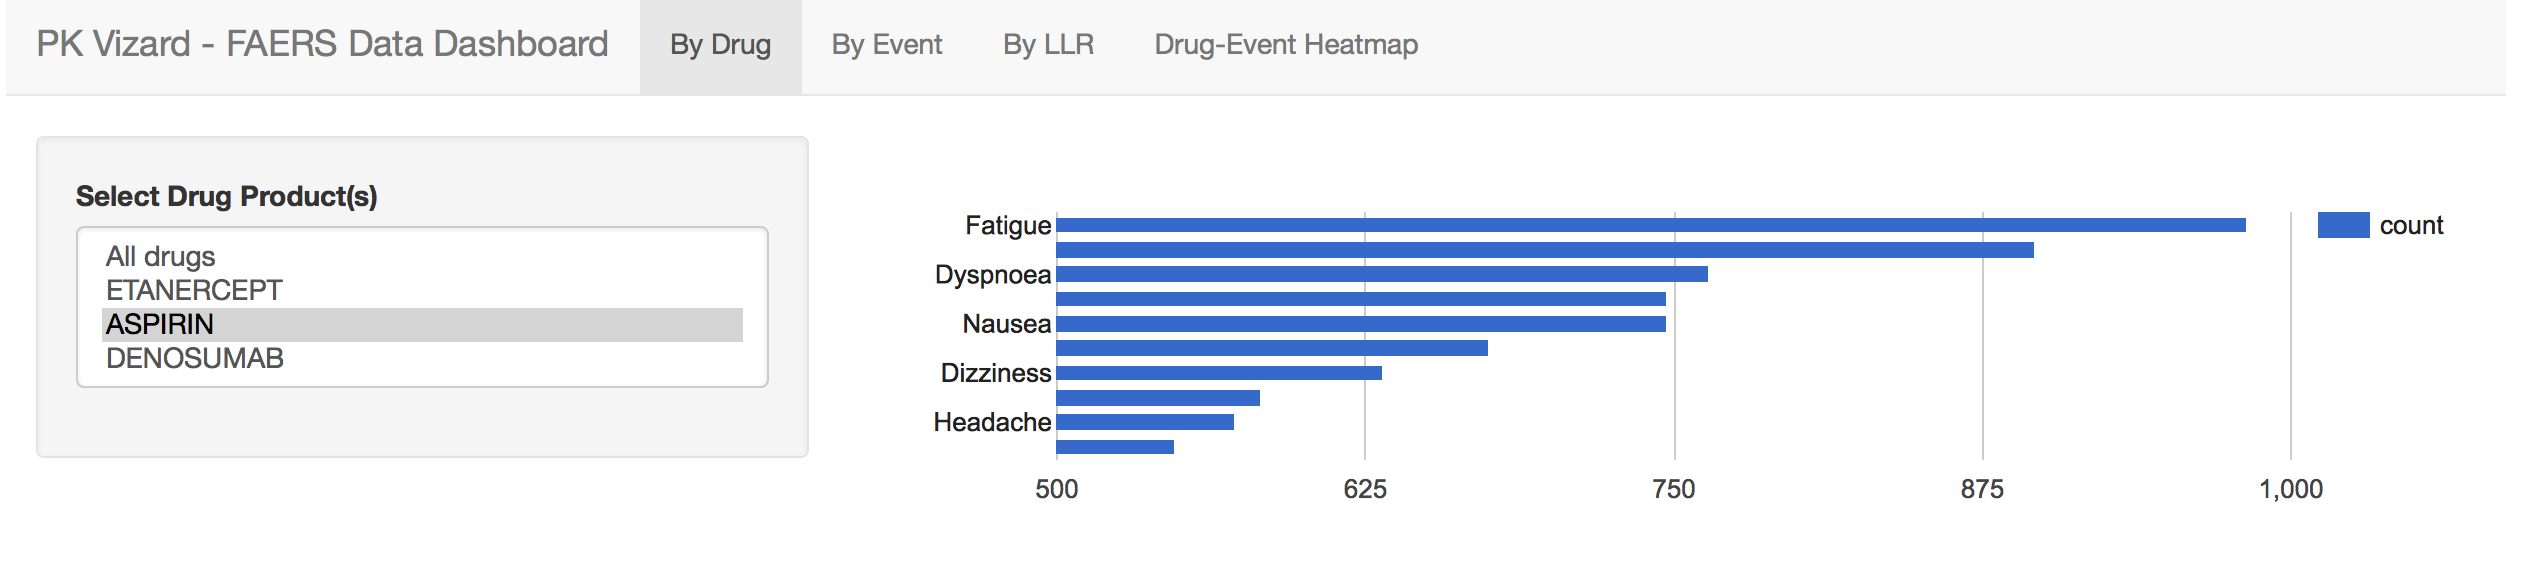 PK Vizard - FAERS Data Dashboard By Drug By Event By LLR Drug-Event Heatmap
Select Drug Product(s)
All drugs
ETANERCEPT
ASPIRIN
DENOSUMAB
Fatigue
Dyspnoea
Nausea
Dizziness
Headache
500 625 750 875 1,000
count